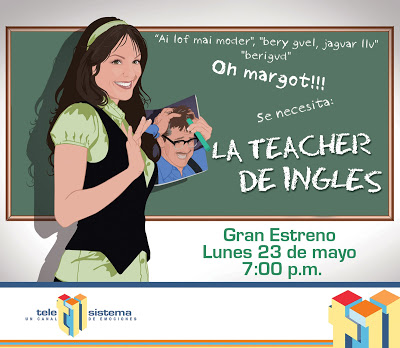 "Ai lof mai moder", "bery guel, jaguar llu"
"berigud"
Oh margot!!!
Se necesita:
LA TEACHER
DE INGLES
Gran Estreno
Lunes 23 de mayo
7:00 p.m.
tele sistema
UN CANAL DE EMOCIONES